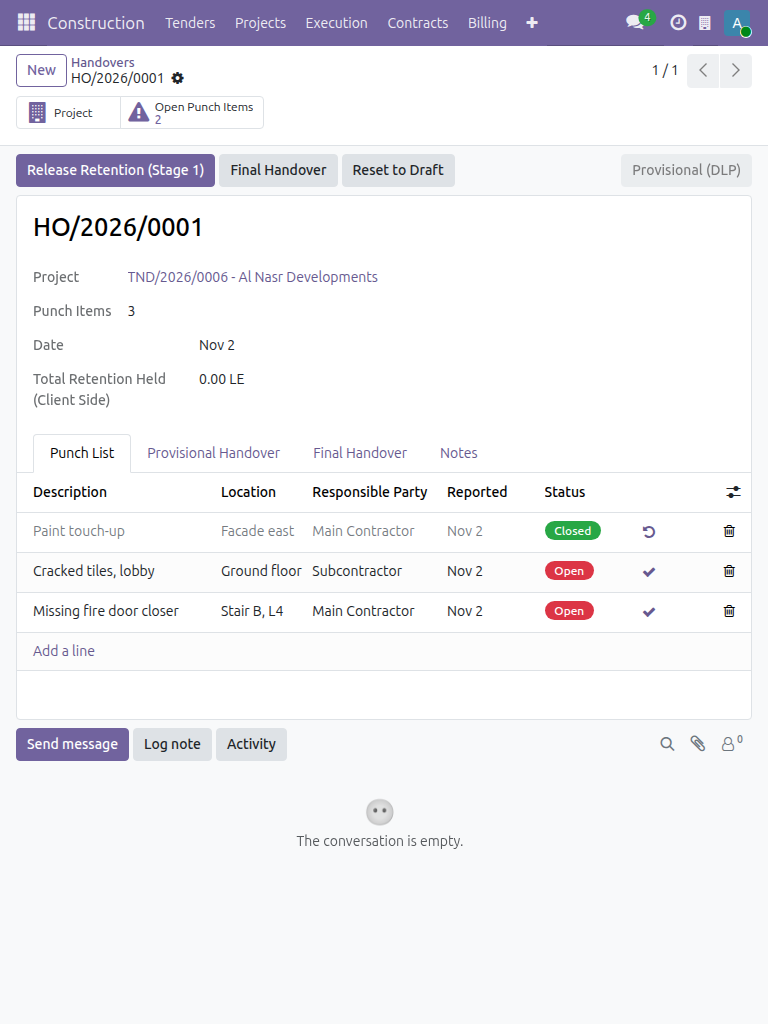 Construction Tenders Projects Execution Contracts Billing 4 A
New Handovers
HO/2026/0001
1 / 1
Project
Open Punch Items
2
Release Retention (Stage 1) Final Handover Reset to Draft Provisional (DLP)
HO/2026/0001
Project TND/2026/0006 - Al Nasr Developments
Punch Items 3
Date Nov 2
Total Retention Held (Client Side) 0.00 LE
Punch List Provisional Handover Final Handover Notes
Description Location Responsible Party Reported Status
Paint touch-up Facade east Main Contractor Nov 2 Closed
Cracked tiles, lobby Ground floor Subcontractor Nov 2 Open
Missing fire door closer Stair B, L4 Main Contractor Nov 2 Open
Add a line
Send message Log note Activity 0
The conversation is empty.